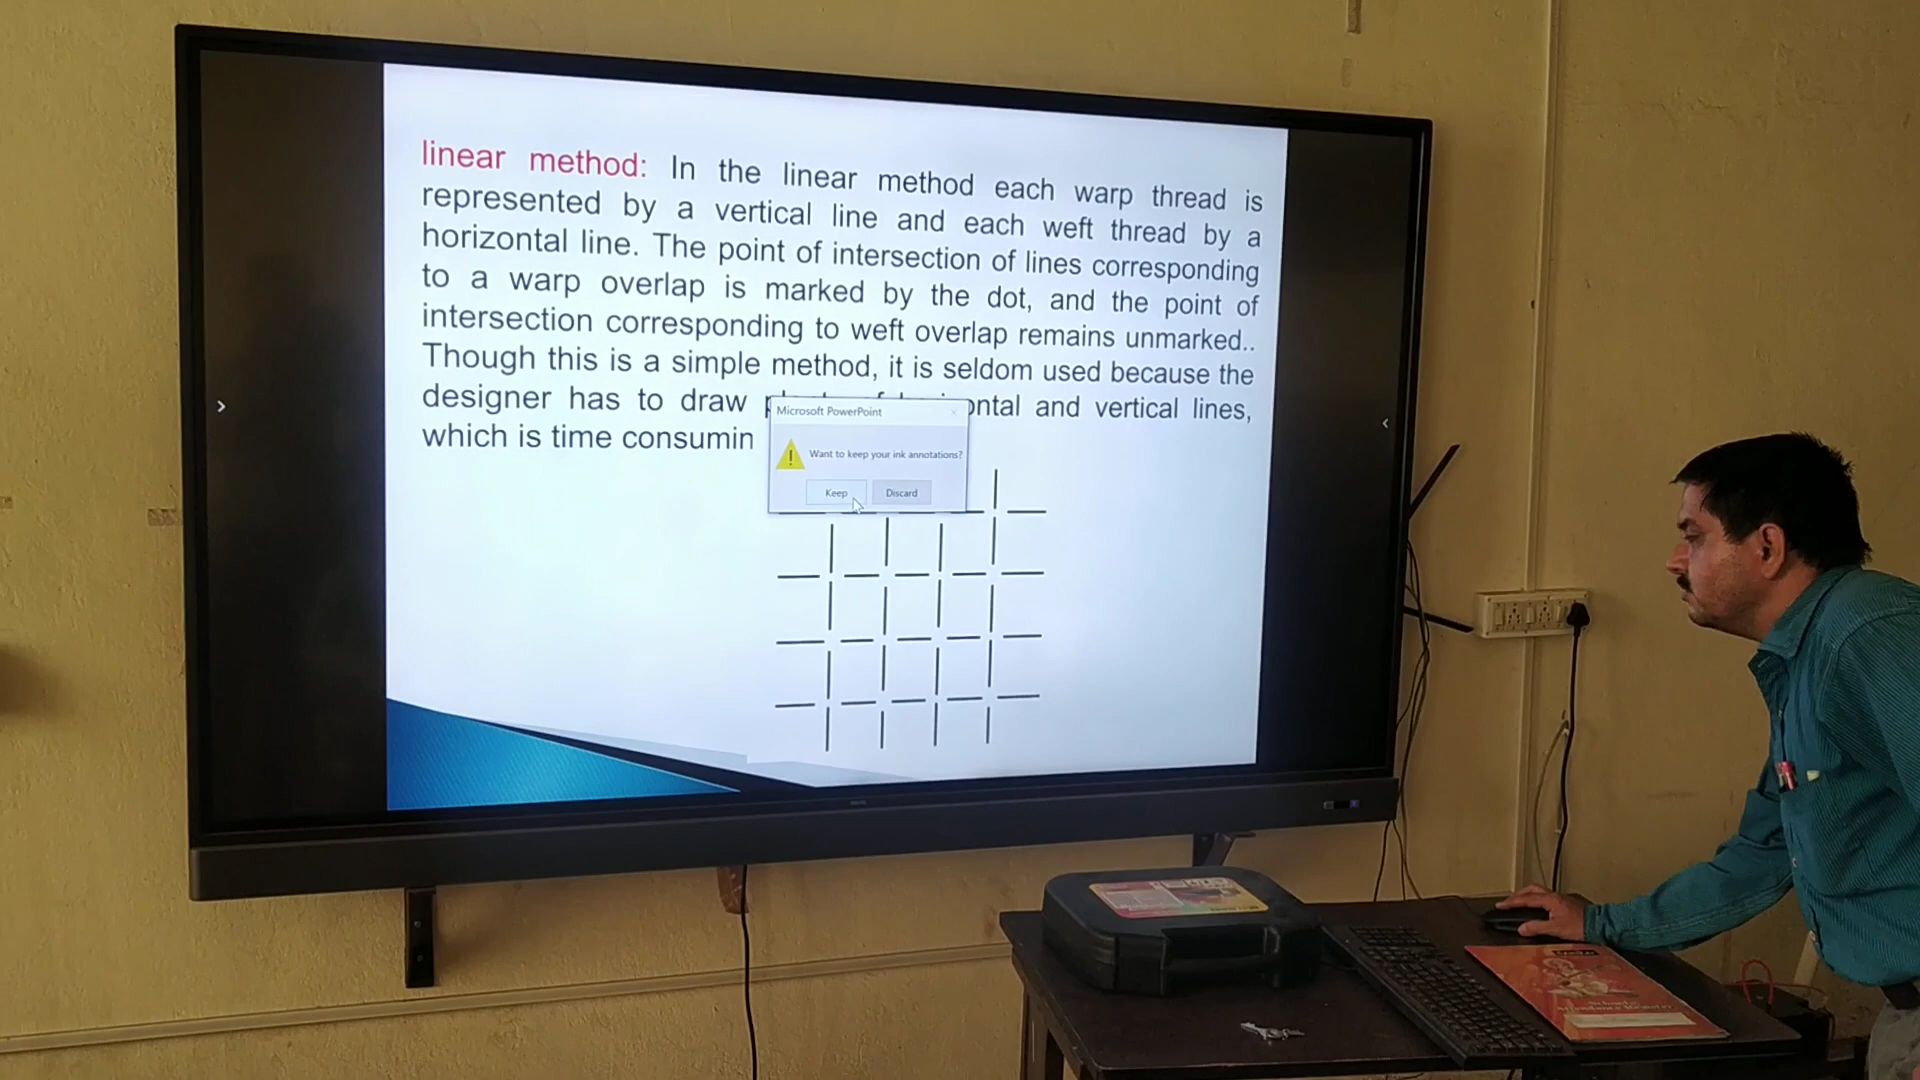 linear method: In the linear method each warp thread is
represented by a vertical line and each weft thread by a
horizontal line. The point of intersection of lines corresponding
to a warp overlap is marked by the dot, and the point of
intersection corresponding to weft overlap remains unmarked..
Though this is a simple method, it is seldom used because the
designer has to draw and vertical lines,
which is time
Microsoft PowerPoint
Want to keep your ink annotations?
Keep Discard